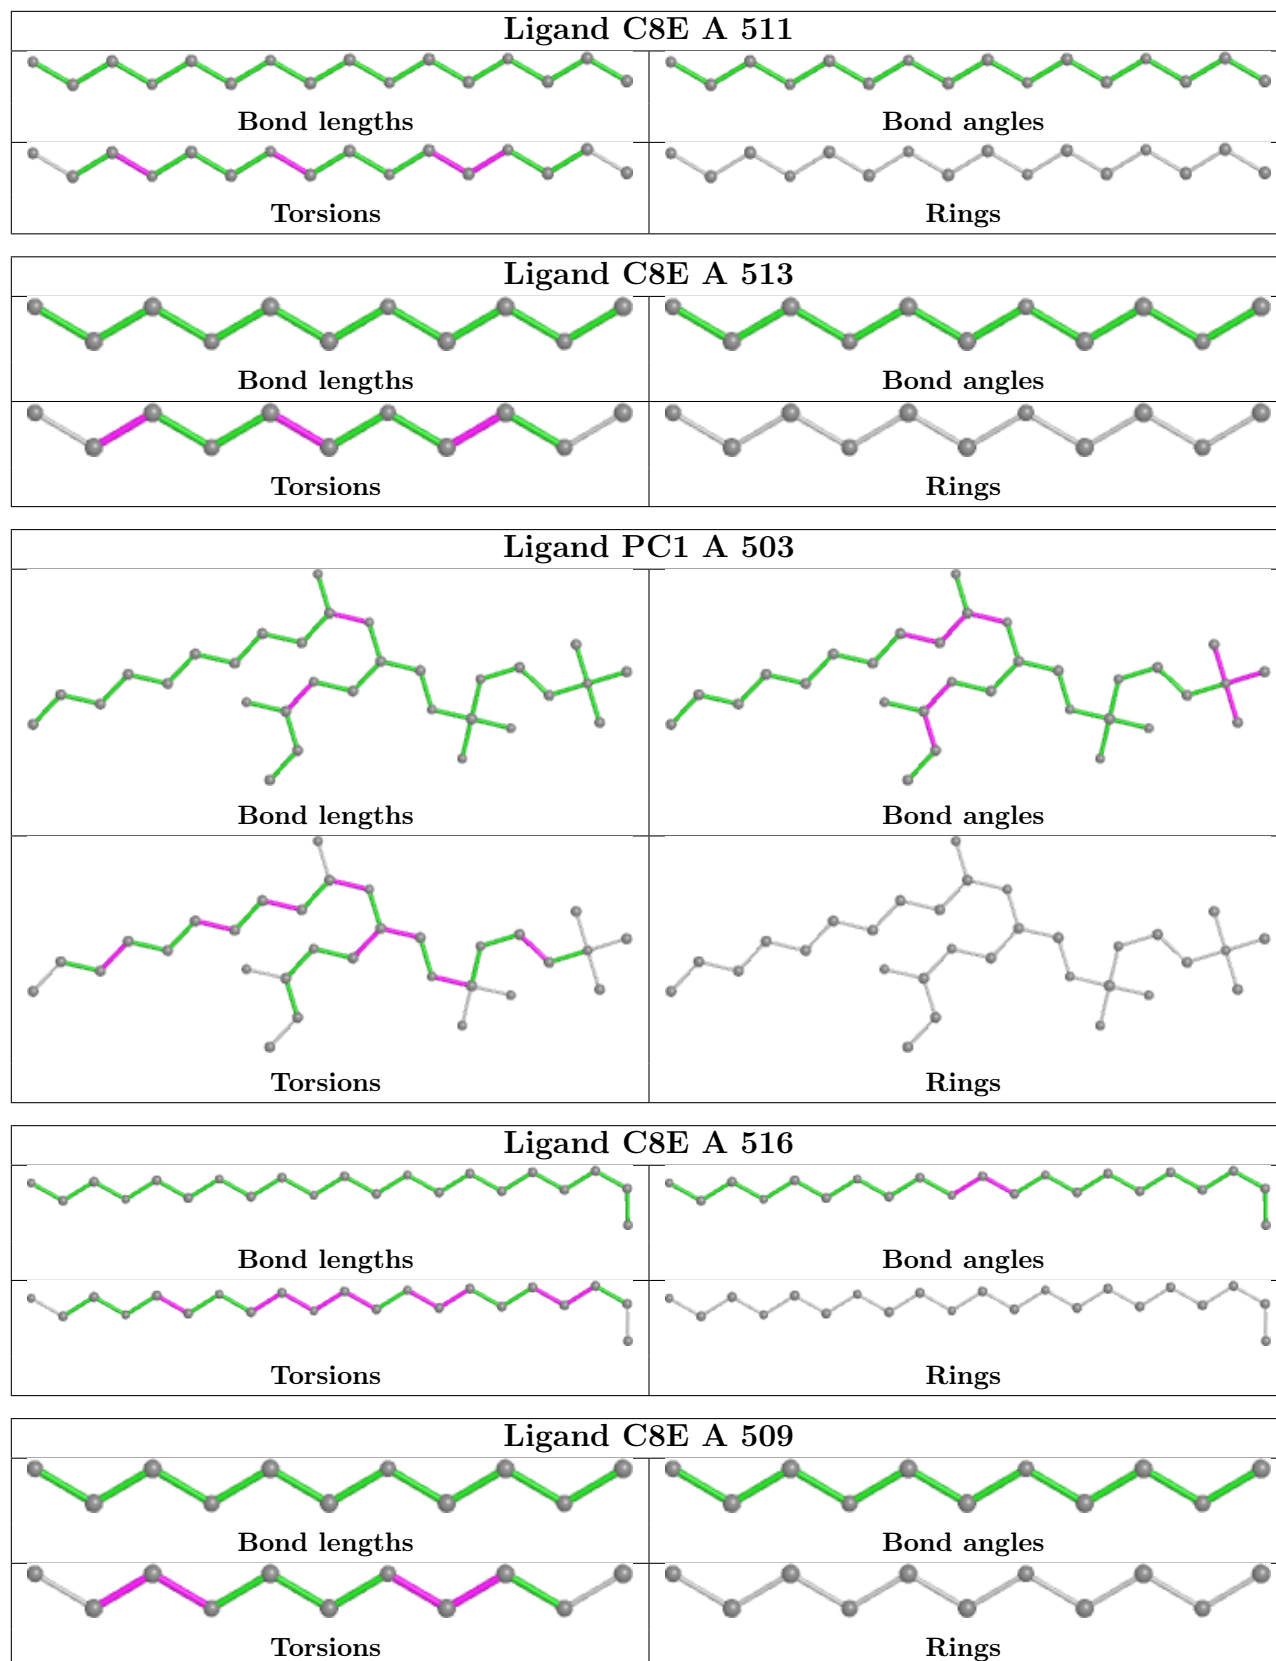 Ligand C8E A 511
Bond lengths
Bond angles
Torsions
Rings
Ligand C8E A 513
Bond lengths
Bond angles
Torsions
Rings
Ligand PC1 A 503
Bond lengths
Bond angles
Torsions
Rings
Ligand C8E A 516
Bond lengths
Bond angles
Torsions
Rings
Ligand C8E A 509
Bond lengths
Bond angles
Torsions
Rings